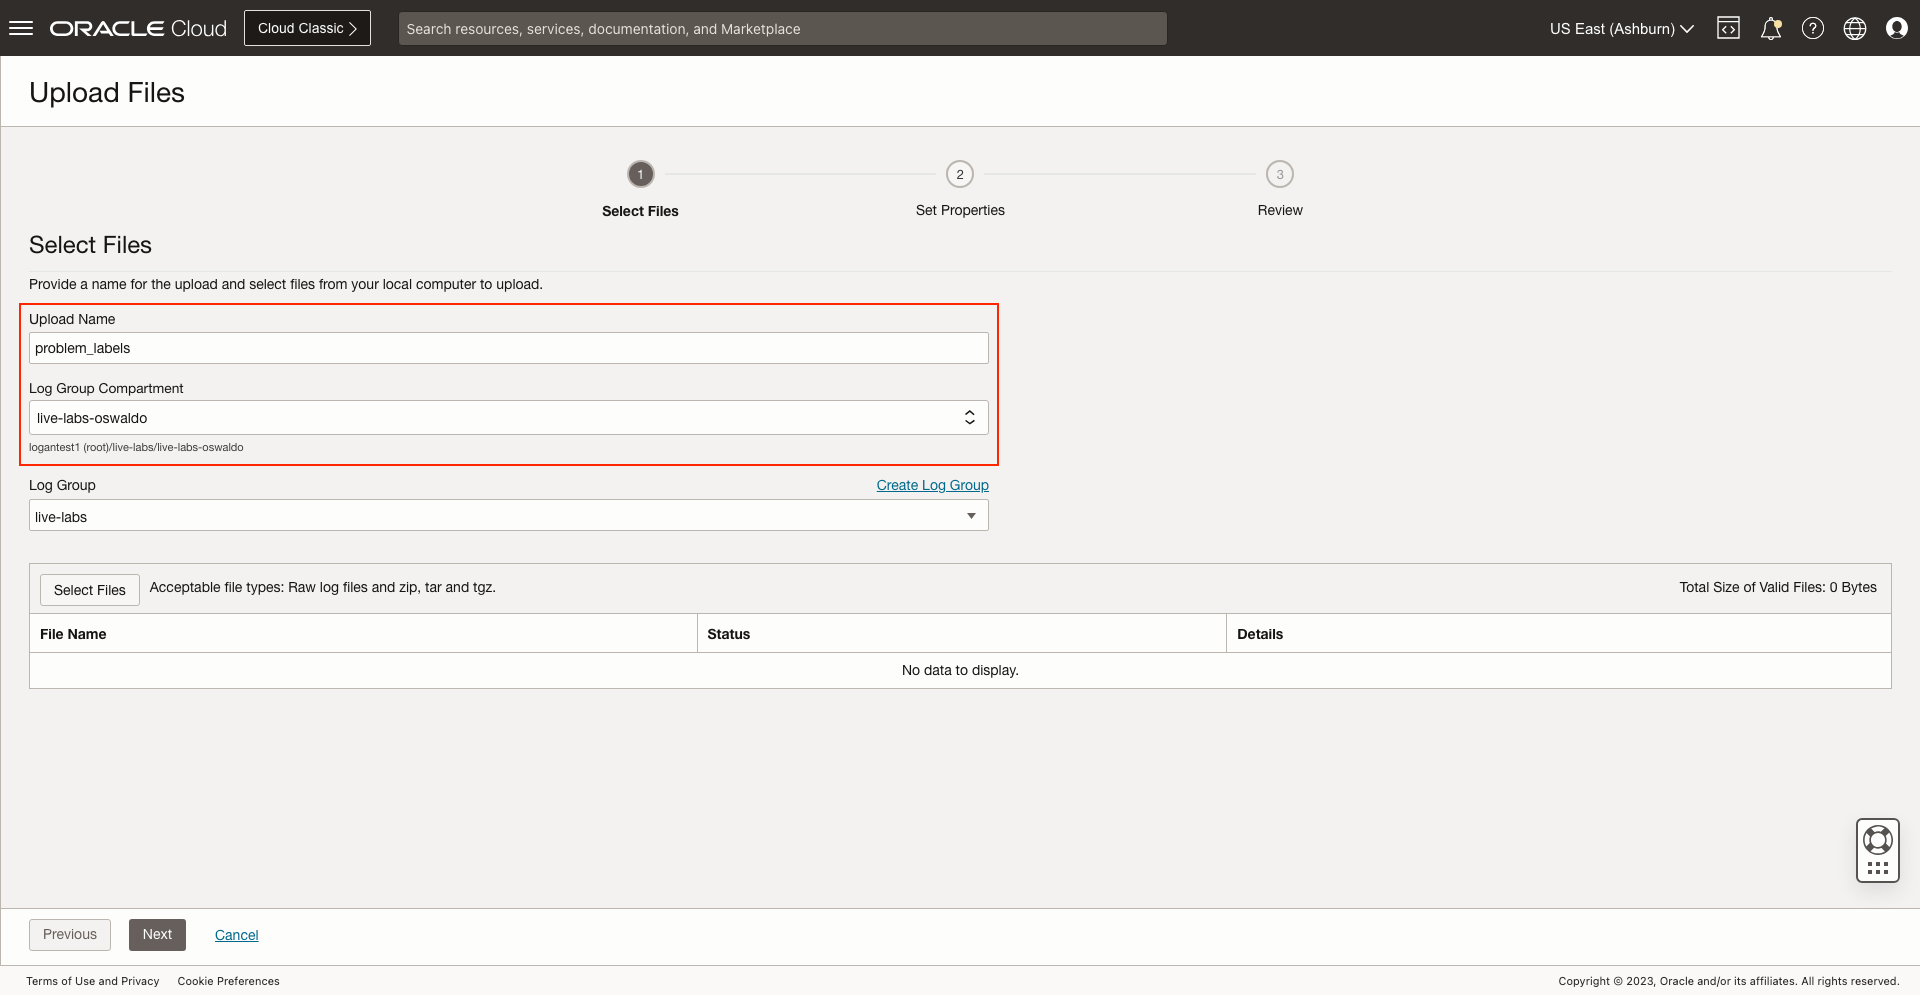 ORACLE Cloud
Cloud Classic
Search resources, services, documentation, and Marketplace
US East (Ashburn)
Upload Files
1
2
3
Select Files
Set Properties
Review
Select Files
Provide a name for the upload and select files from your local computer to upload.
Upload Name
problem_labels
Log Group Compartment
live-labs-oswaldo
logantest1 (root)/live-labs/live-labs-oswaldo
Log Group
Create Log Group
live-labs
Select Files
Acceptable file types: Raw log files and zip, tar and tgz.
Total Size of Valid Files: 0 Bytes
File Name
Status
Details
No data to display.
Previous
Next
Cancel
Terms of Use and Privacy
Cookie Preferences
Copyright © 2023, Oracle and/or its affiliates. All rights reserved.